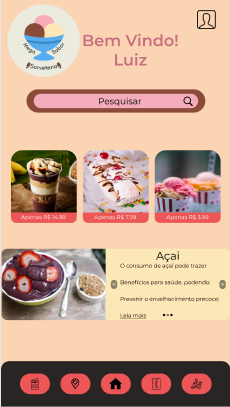 Mega Sabor
Sorveteria
Bem Vindo!
Luiz
Pesquisar
Apenas R$ 14.99
Apenas R$ 7.99
Apenas R$ 3.99
Açai
O consumo de açaí pode trazer
Benefícios para saúde, podendo:
Prevenir o envelhecimento precoce;
Leia mais